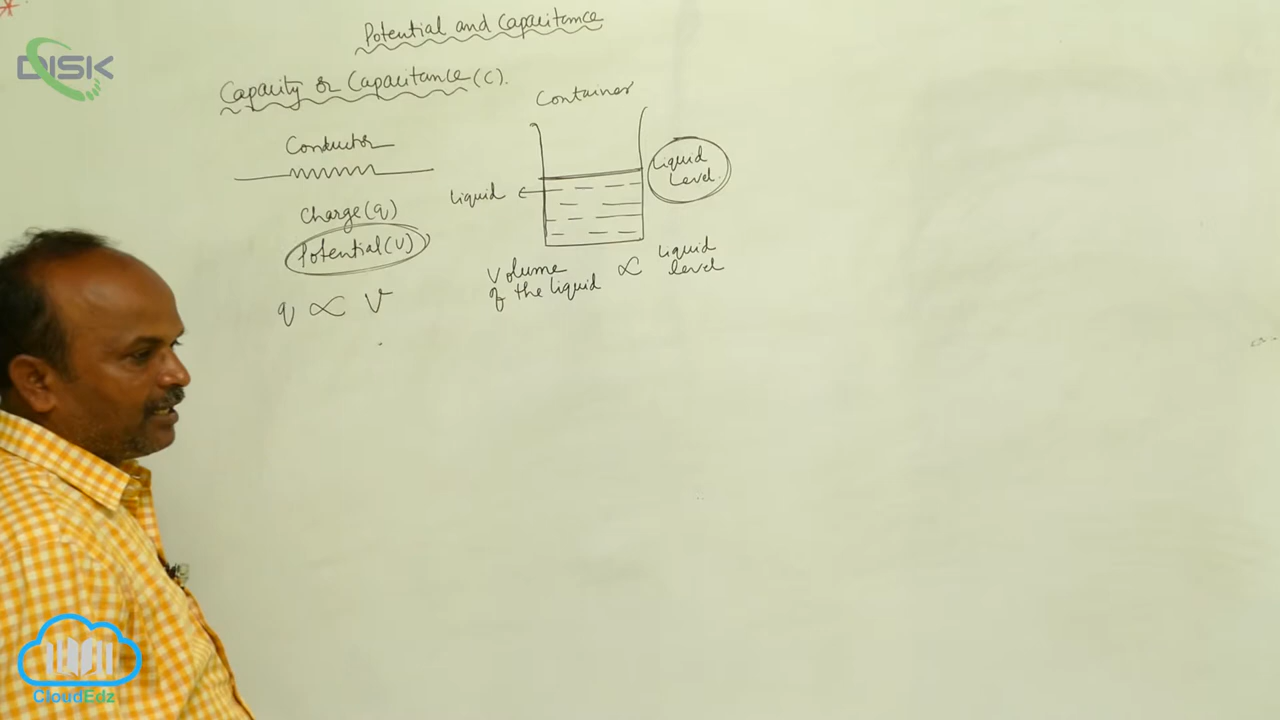 Potential and Capacitance
DISK
Capacity or Capacitance (C).
Container
Conductor
Liquid
Level.
Liquid
Charge (q)
Potential (V)
Volume
of the liquid ∝ Liquid
level
q ∝ V
CloudEdz